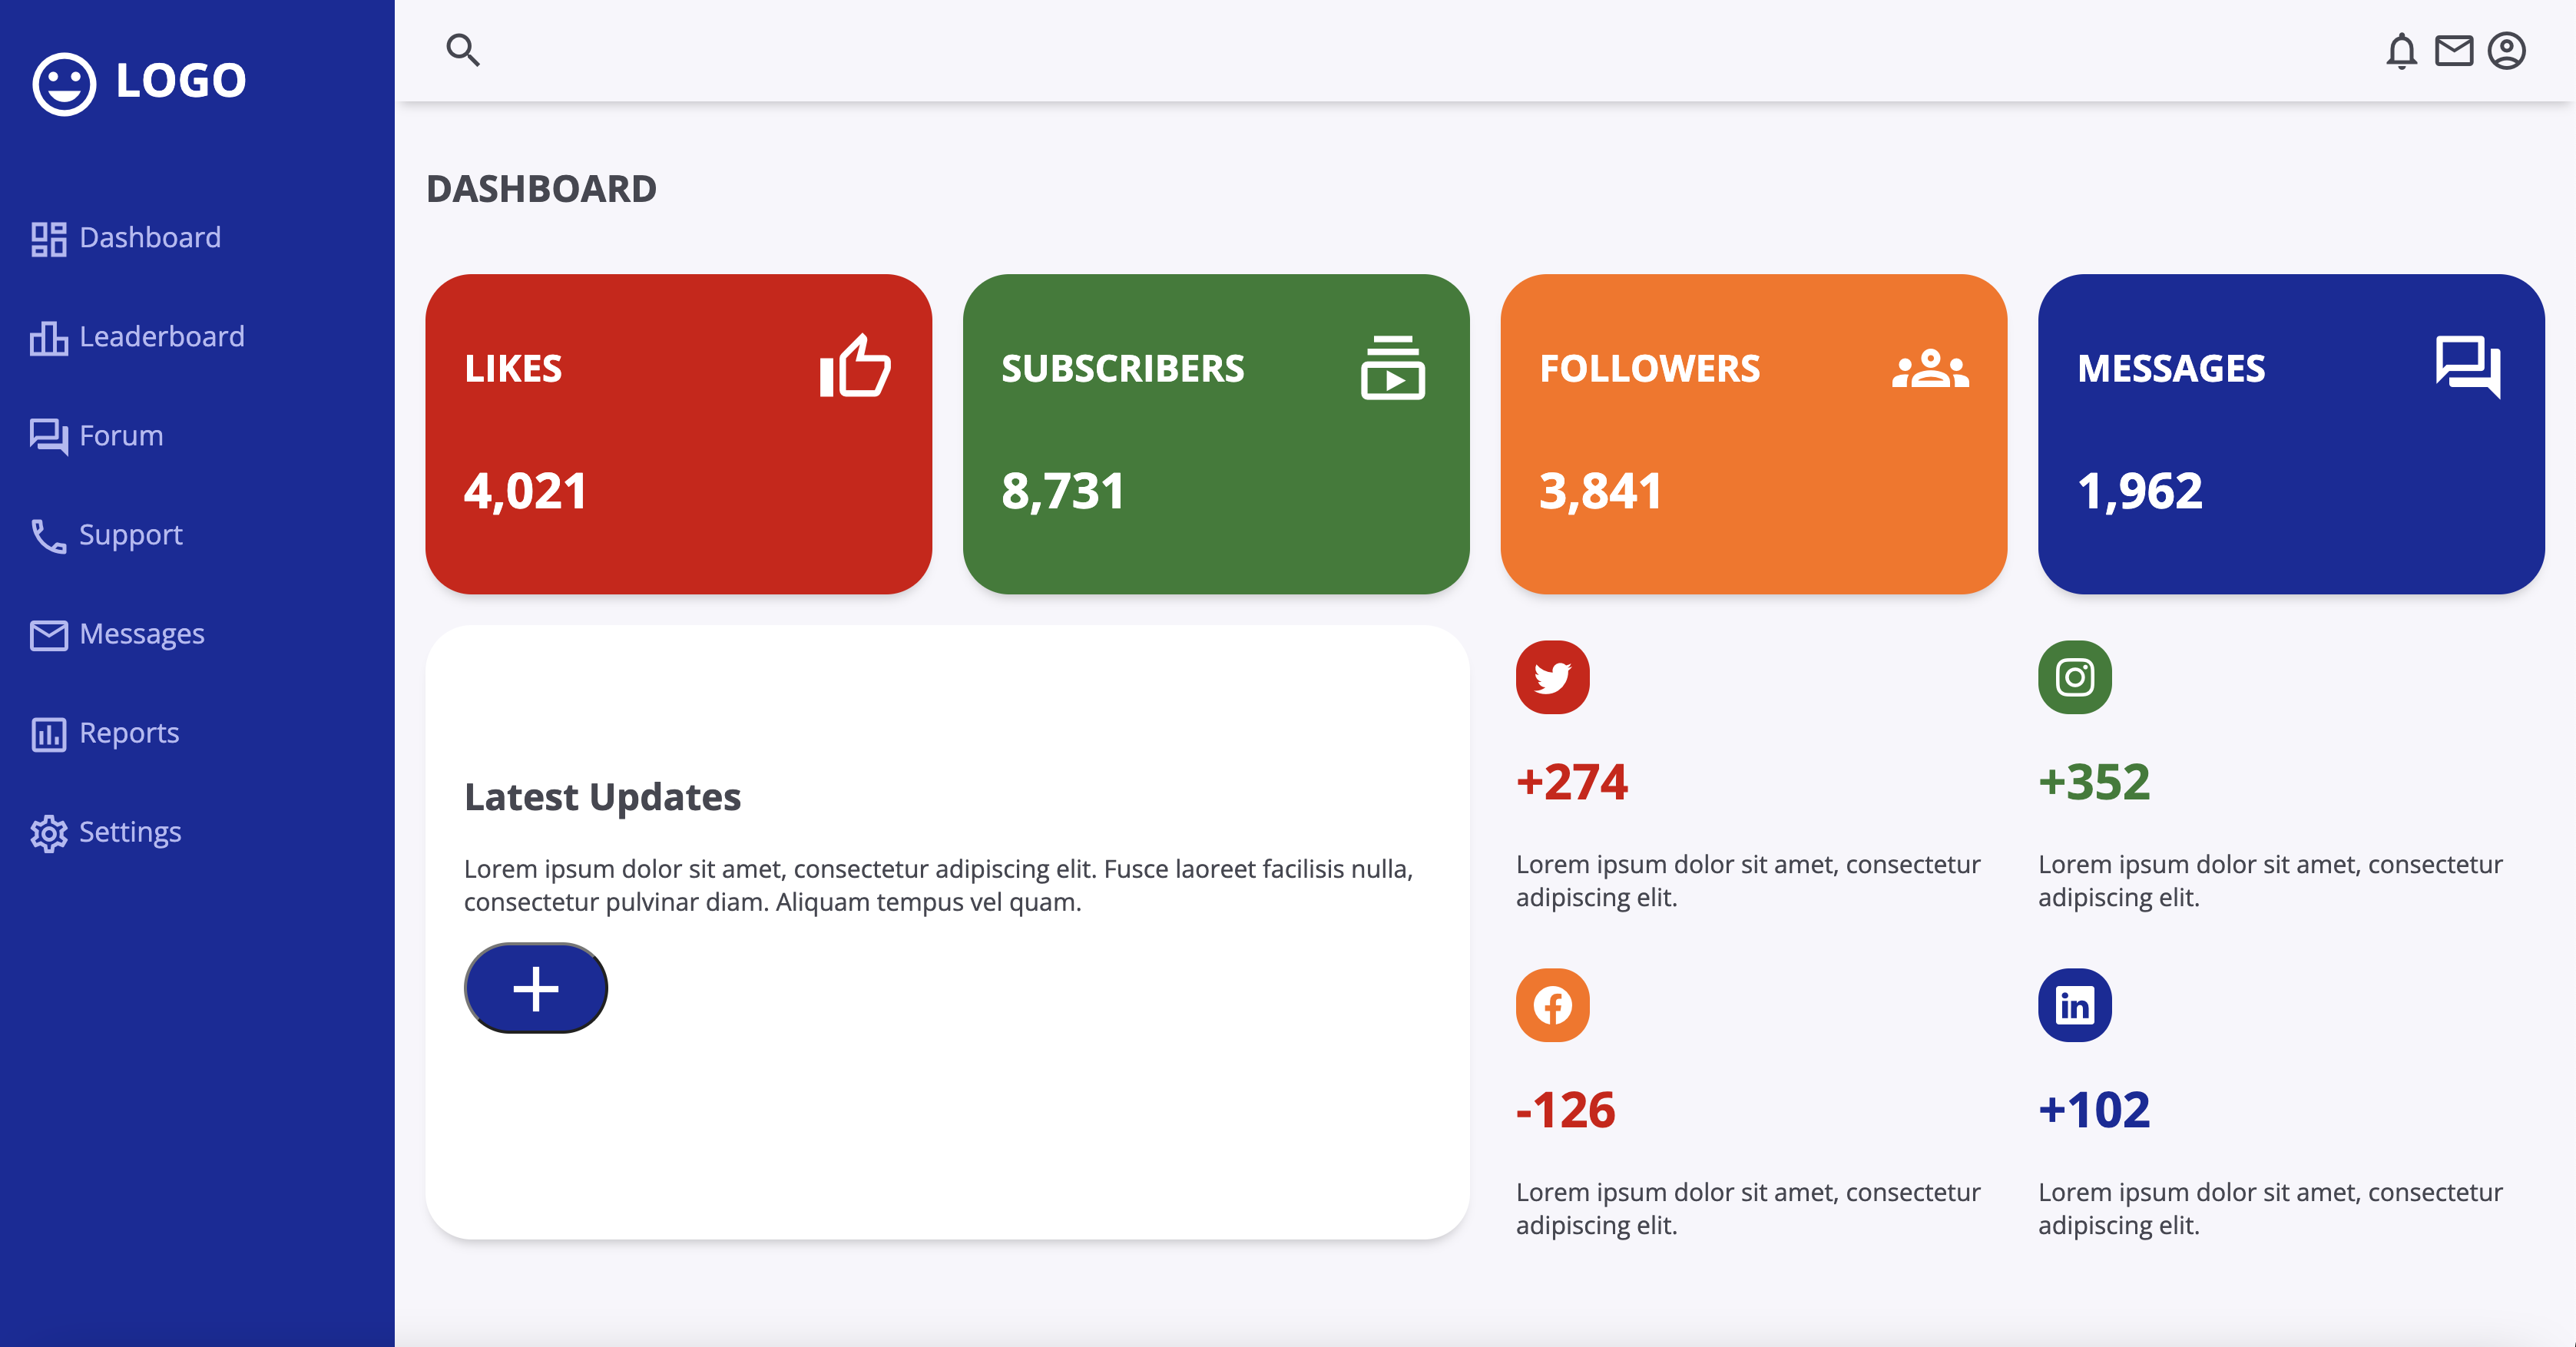 LOGO
Dashboard
Leaderboard
Forum
Support
Messages
Reports
Settings
DASHBOARD
LIKES
4,021
SUBSCRIBERS
8,731
FOLLOWERS
3,841
MESSAGES
1,962
Latest Updates
Lorem ipsum dolor sit amet, consectetur adipiscing elit. Fusce laoreet facilisis nulla,
consectetur pulvinar diam. Aliquam tempus vel quam.
+274
Lorem ipsum dolor sit amet, consectetur
adipiscing elit.
+352
Lorem ipsum dolor sit amet, consectetur
adipiscing elit.
-126
Lorem ipsum dolor sit amet, consectetur
adipiscing elit.
in
+102
Lorem ipsum dolor sit amet, consectetur
adipiscing elit.